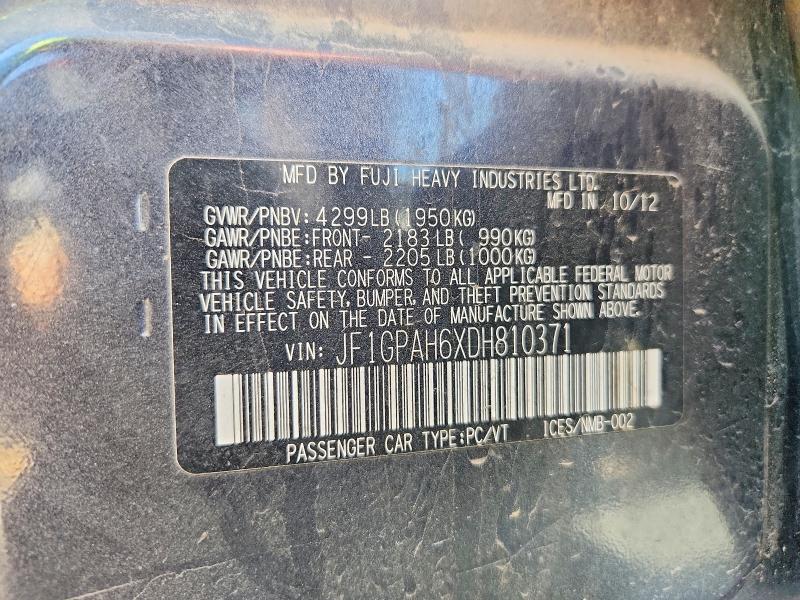 MFD BY FUJI HEAVY INDUSTRIES LTD.
MFD IN 10/12
GVWR/PNBV: 4299LB(1950KG)
GAWR/PNBE:FRONT- 2183LB( 990KG)
GAWR/PNBE:REAR - 2205LB(1000KG)
THIS VEHICLE CONFORMS TO ALL APPLICABLE FEDERAL MOTOR
VEHICLE SAFETY, BUMPER, AND THEFT PREVENTION STANDARDS
IN EFFECT ON THE DATE OF MANUFACTURE SHOWN ABOVE.
VIN: JF1GPAH6XDH810371
PASSENGER CAR TYPE:PC/VT ICES/NMB-002